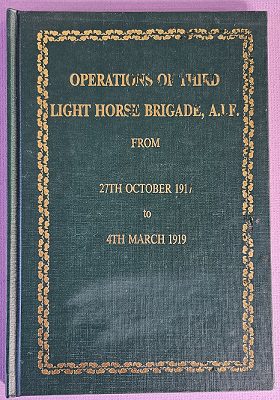 OPERATIONS OF THIRD
LIGHT HORSE BRIGADE, A.I.F.
FROM
27TH OCTOBER 1917
to
4TH MARCH 1919